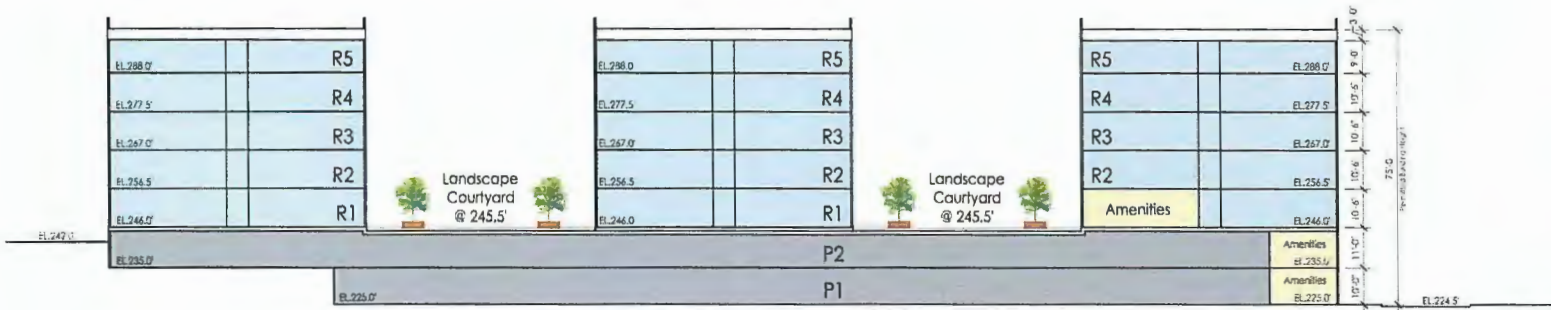 EL.288.0' R5
EL.277.5' R4
EL.267.0' R3
EL.256.5 R2
EL.246.0' R1
EL.242.0'
EL.235.0'
Landscape
Courtyard
@ 245.5'
EL.288.0 R5
EL.277.5 R4
EL.267.0' R3
EL.256.5 R2
EL.246.0 R1
Landscape
Courtyard
@ 245.5'
R5 EL.288.0'
R4 EL.277.5'
R3 EL.267.0'
R2 EL.256.5'
Amenities EL.246.0'
P2
Amenities
EL.235.0'
EL.225.0' P1
Amenities
EL.225.0'
3'-0"
9'-0"
10'-6"
10'-6"
10'-6"
10'-6"
11'-0"
10'-0"
75'-0
EL.224.5'